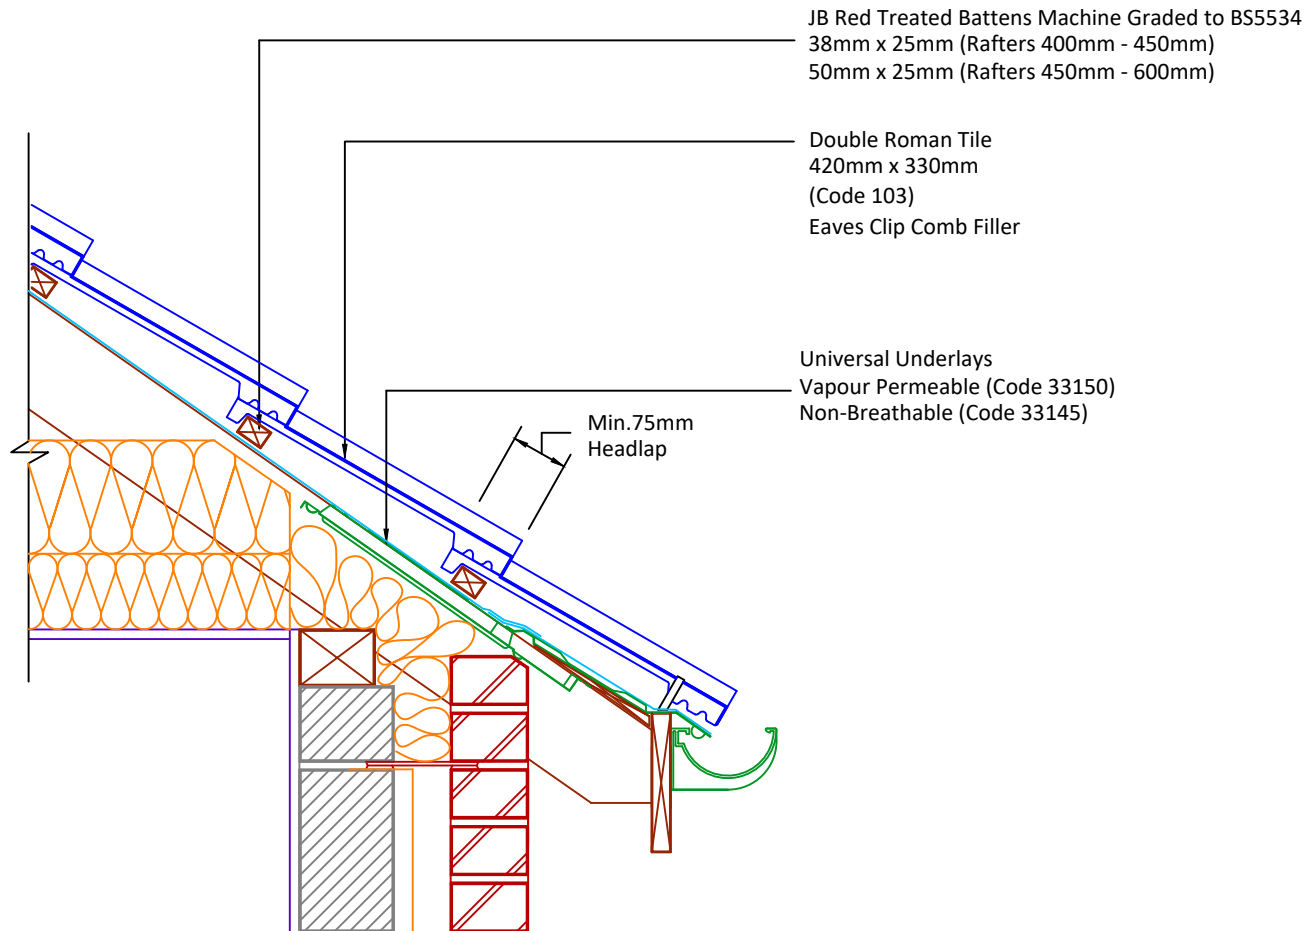 JB Red Treated Battens Machine Graded to BS5534
38mm x 25mm (Rafters 400mm - 450mm)
50mm x 25mm (Rafters 450mm - 600mm)
Double Roman Tile
420mm x 330mm
(Code 103)
Eaves Clip Comb Filler
Universal Underlays
Vapour Permeable (Code 33150)
Non-Breathable (Code 33145)
Min.75mm
Headlap